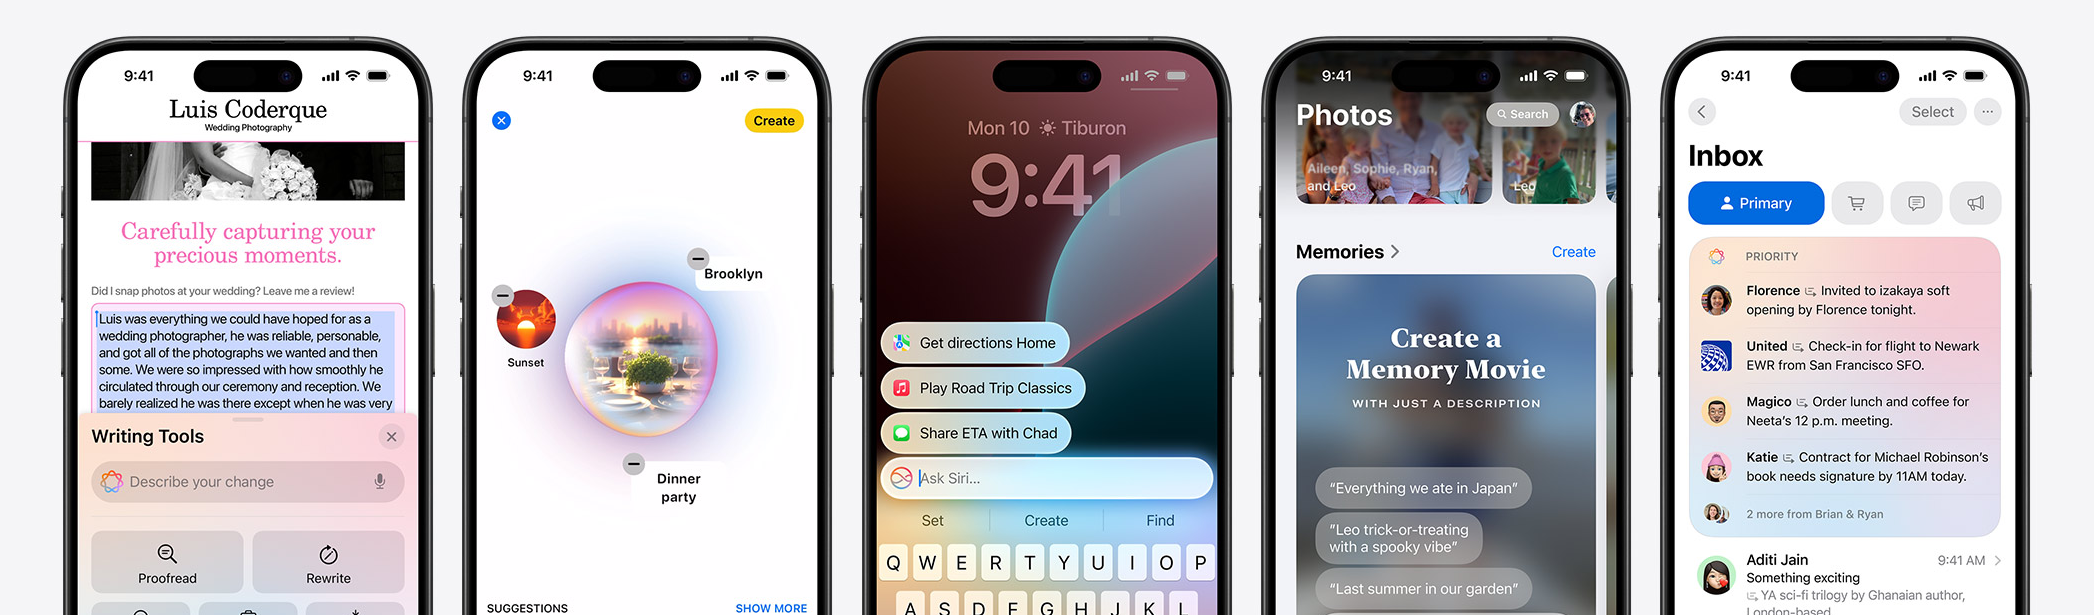 9:41
Luis Coderque
Wedding Photography
Carefully capturing your
precious moments.
Did I snap photos at your wedding? Leave me a review!
Luis was everything we could have hoped for as a
wedding photographer, he was reliable, personable,
and got all of the photographs we wanted and then
some. We were so impressed with how smoothly he
circulated through our ceremony and reception. We
barely realized he was there except when he was very
Writing Tools
Describe your change
Proofread
Rewrite
9:41
Create
Brooklyn
Sunset
Dinner
party
SUGGESTIONS
SHOW MORE
Mon 10 Tiburon
9:41
Get directions Home
Play Road Trip Classics
Share ETA with Chad
Ask Siri...
Set
Create
Find
Q W E R T Y U I O P
A S D F G H J K L
9:41
Photos
Search
Aileen, Sophie, Ryan,
and Leo
Leo
Memories
Create
Create a
Memory Movie
WITH JUST A DESCRIPTION
“Everything we ate in Japan”
"Leo trick-or-treating
with a spooky vibe”
“Last summer in our garden”
9:41
Select
Inbox
Primary
PRIORITY
Florence Invited to izakaya soft
opening by Florence tonight.
United Check-in for flight to Newark
EWR from San Francisco SFO.
Magico Order lunch and coffee for
Neeta’s 12 p.m. meeting.
Katie Contract for Michael Robinson’s
book needs signature by 11AM today.
2 more from Brian & Ryan
Aditi Jain
9:41 AM
Something exciting
YA sci-fi trilogy by Ghanaian author,
London-based